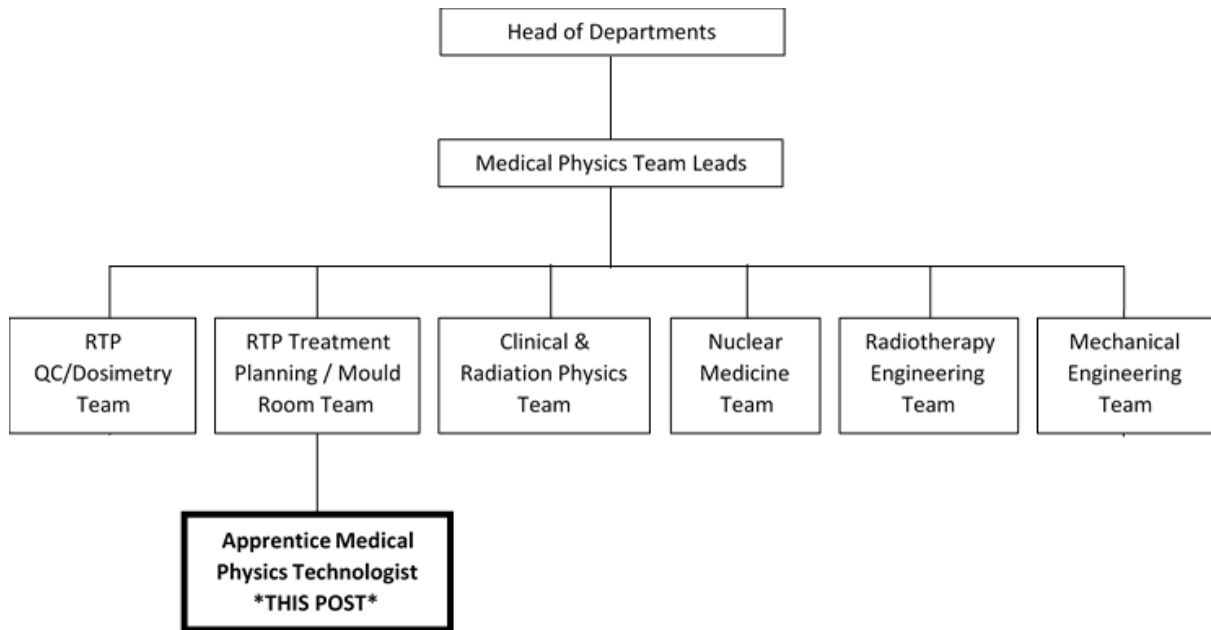 Head of Departments
Medical Physics Team Leads
RTP
QC/Dosimetry
Team
RTP Treatment
Planning / Mould
Room Team
Clinical &
Radiation Physics
Team
Nuclear
Medicine
Team
Radiotherapy
Engineering
Team
Mechanical
Engineering
Team
Apprentice Medical
Physics Technologist
*THIS POST*